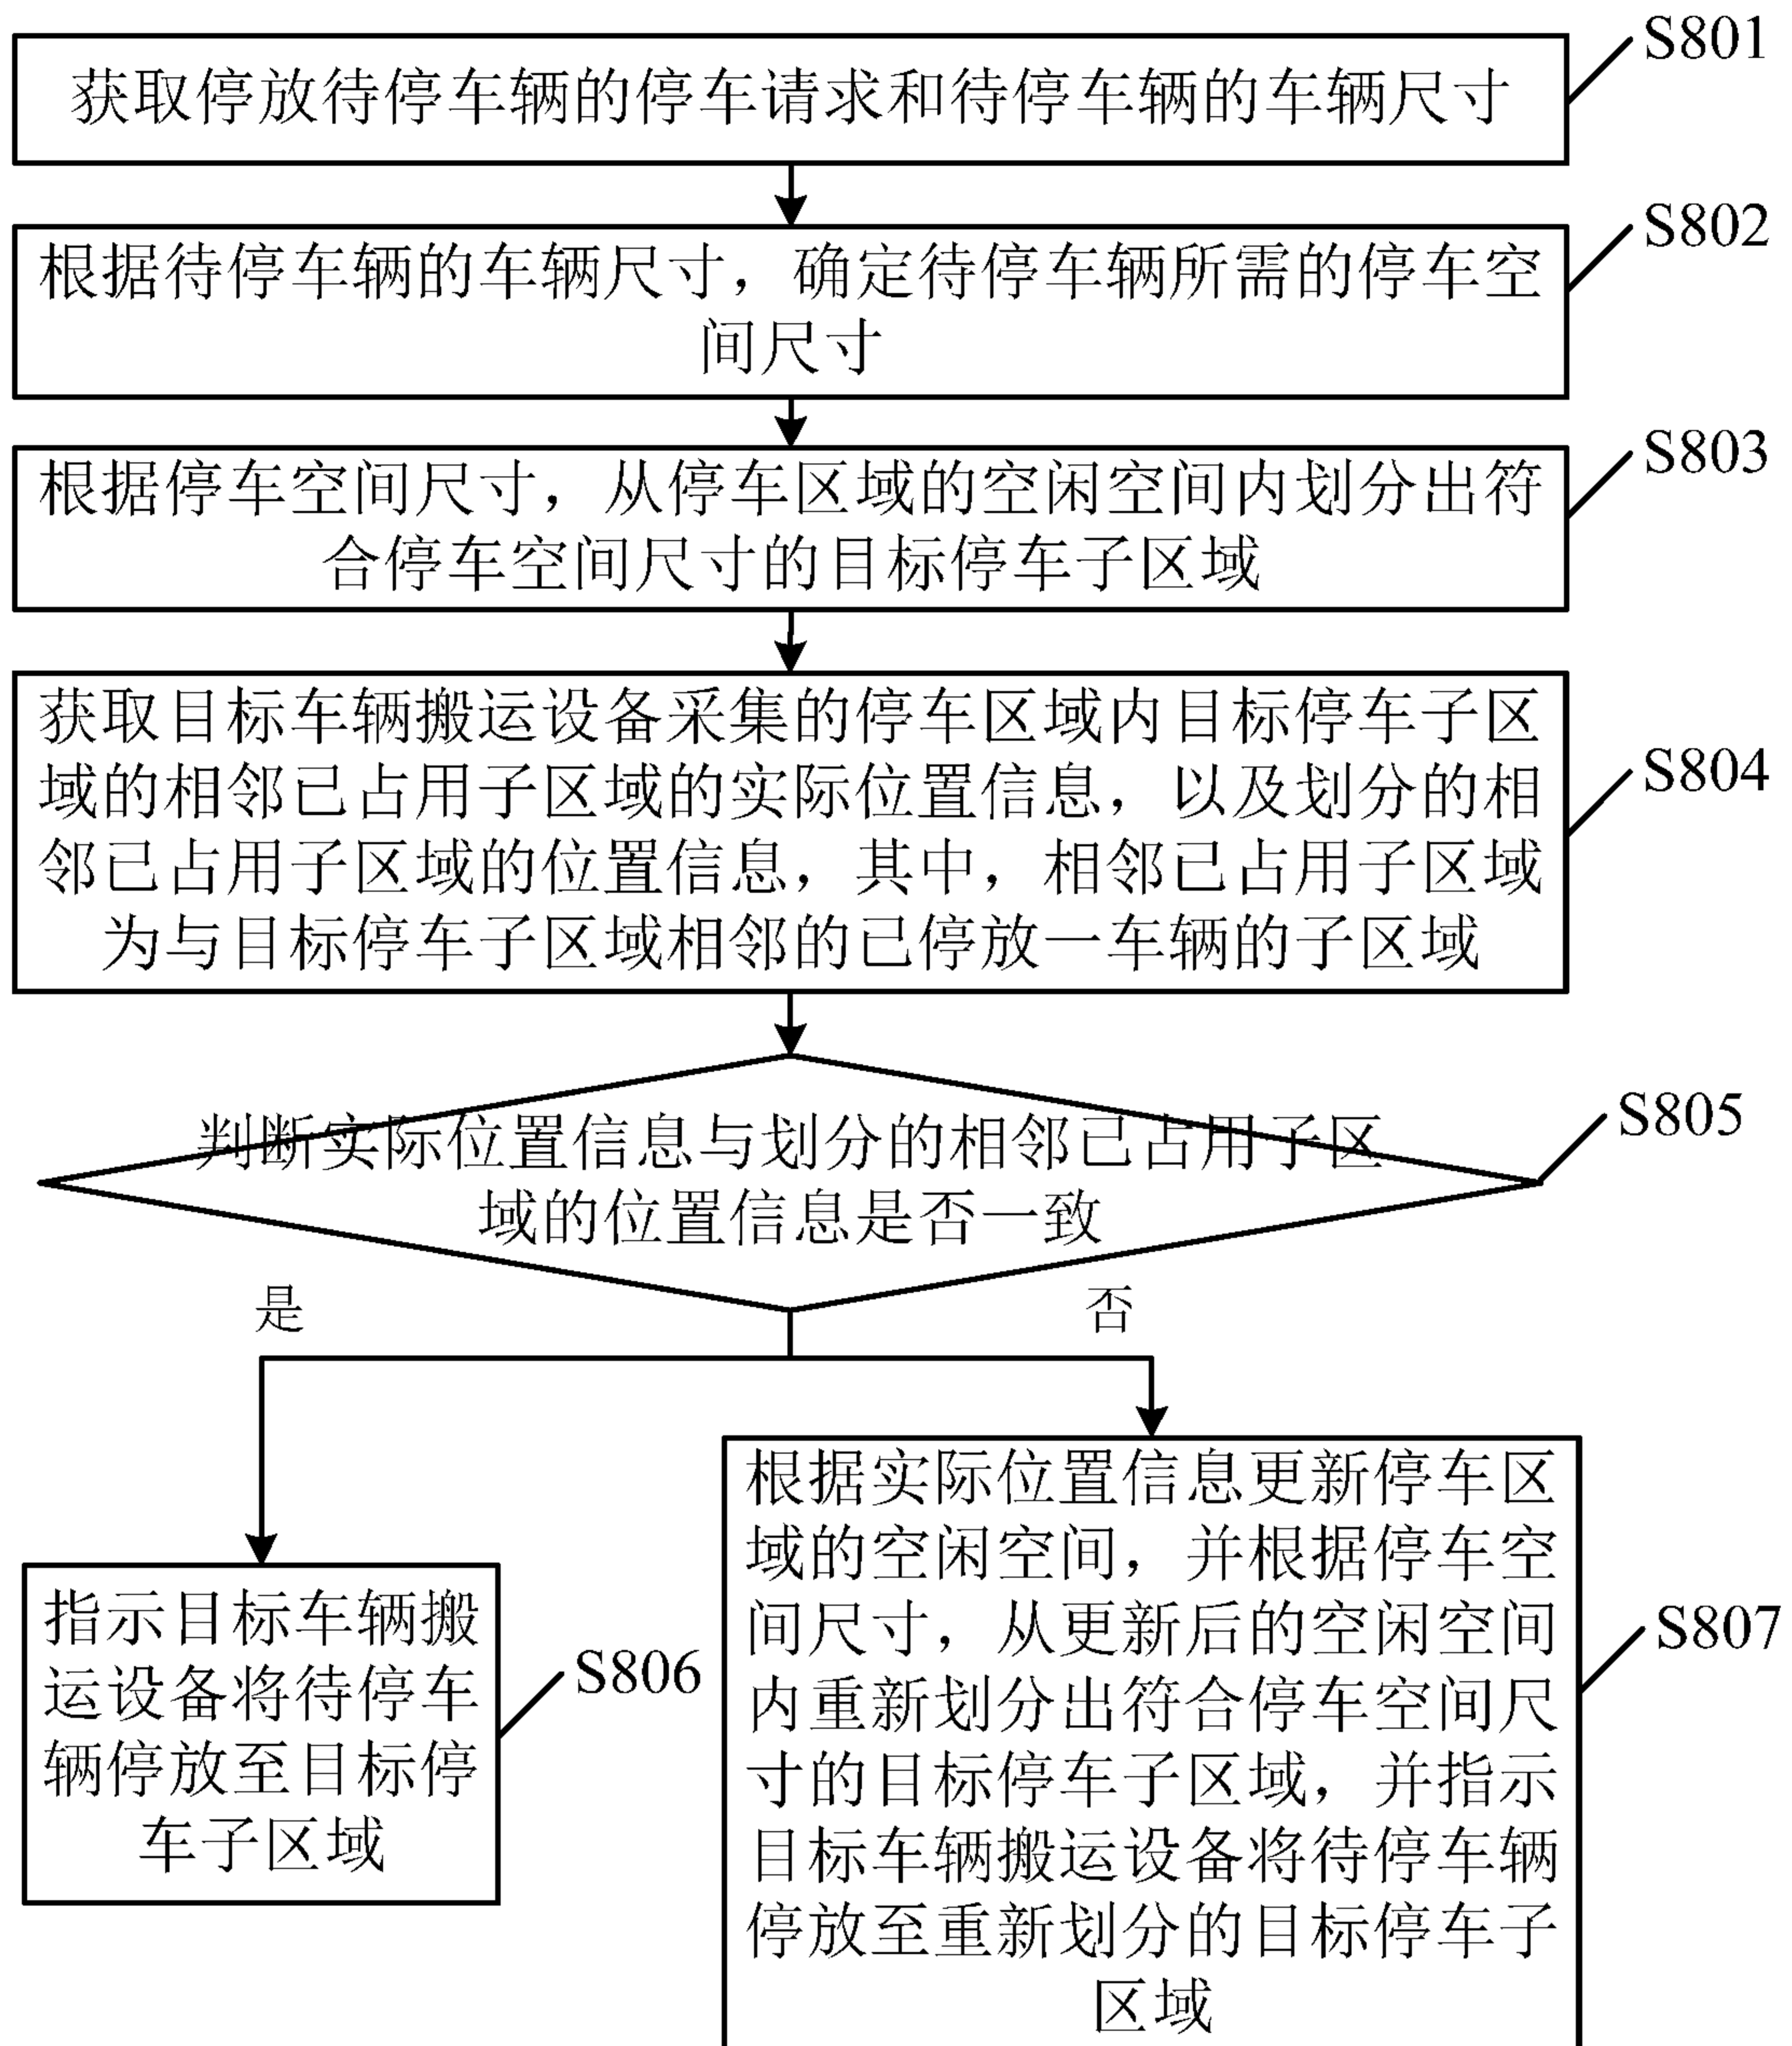 S801
获取停放待停车辆的停车请求和待停车辆的车辆尺寸
S802
根据待停车辆的车辆尺寸，确定待停车辆所需的停车空
间尺寸
S803
根据停车空间尺寸，从停车区域的空闲空间内划分出符
合停车空间尺寸的目标停车子区域
获取目标车辆搬运设备采集的停车区域内目标停车子区
域的相邻已占用子区域的实际位置信息，以及划分的相
邻已占用子区域的位置信息，其中，相邻已占用子区域
为与目标停车子区域相邻的已停放一车辆的子区域
S804
判断实际位置信息与划分的相邻已占用子区
域的位置信息是否一致
S805
是
否
指示目标车辆搬
运设备将待停车
辆停放至目标停
车子区域
S806
根据实际位置信息更新停车区
域的空闲空间，并根据停车空
间尺寸，从更新后的空闲空间
内重新划分出符合停车空间尺
寸的目标停车子区域，并指示
目标车辆搬运设备将待停车辆
停放至重新划分的目标停车子
区域
S807